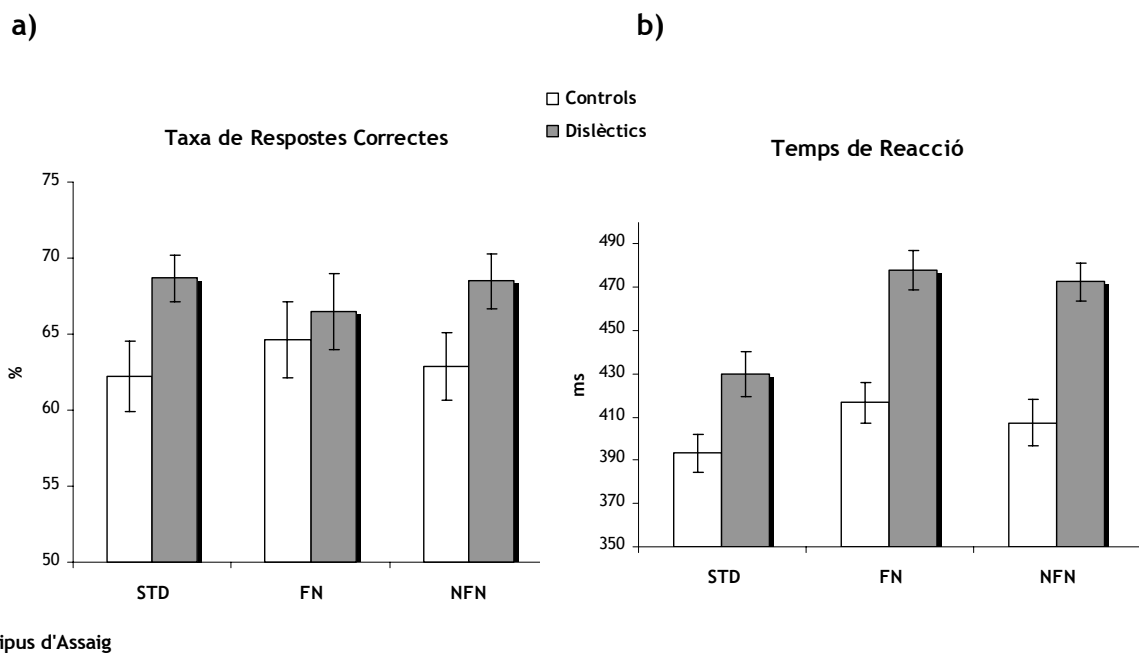 a)
b)
Controls
Dislèctics
Taxa de Respostes Correctes
Temps de Reacció
75
70
65
60
55
50
%
STD
FN
NFN
490
470
450
430
410
390
370
350
ms
STD
FN
NFN
ipus d'Assaig